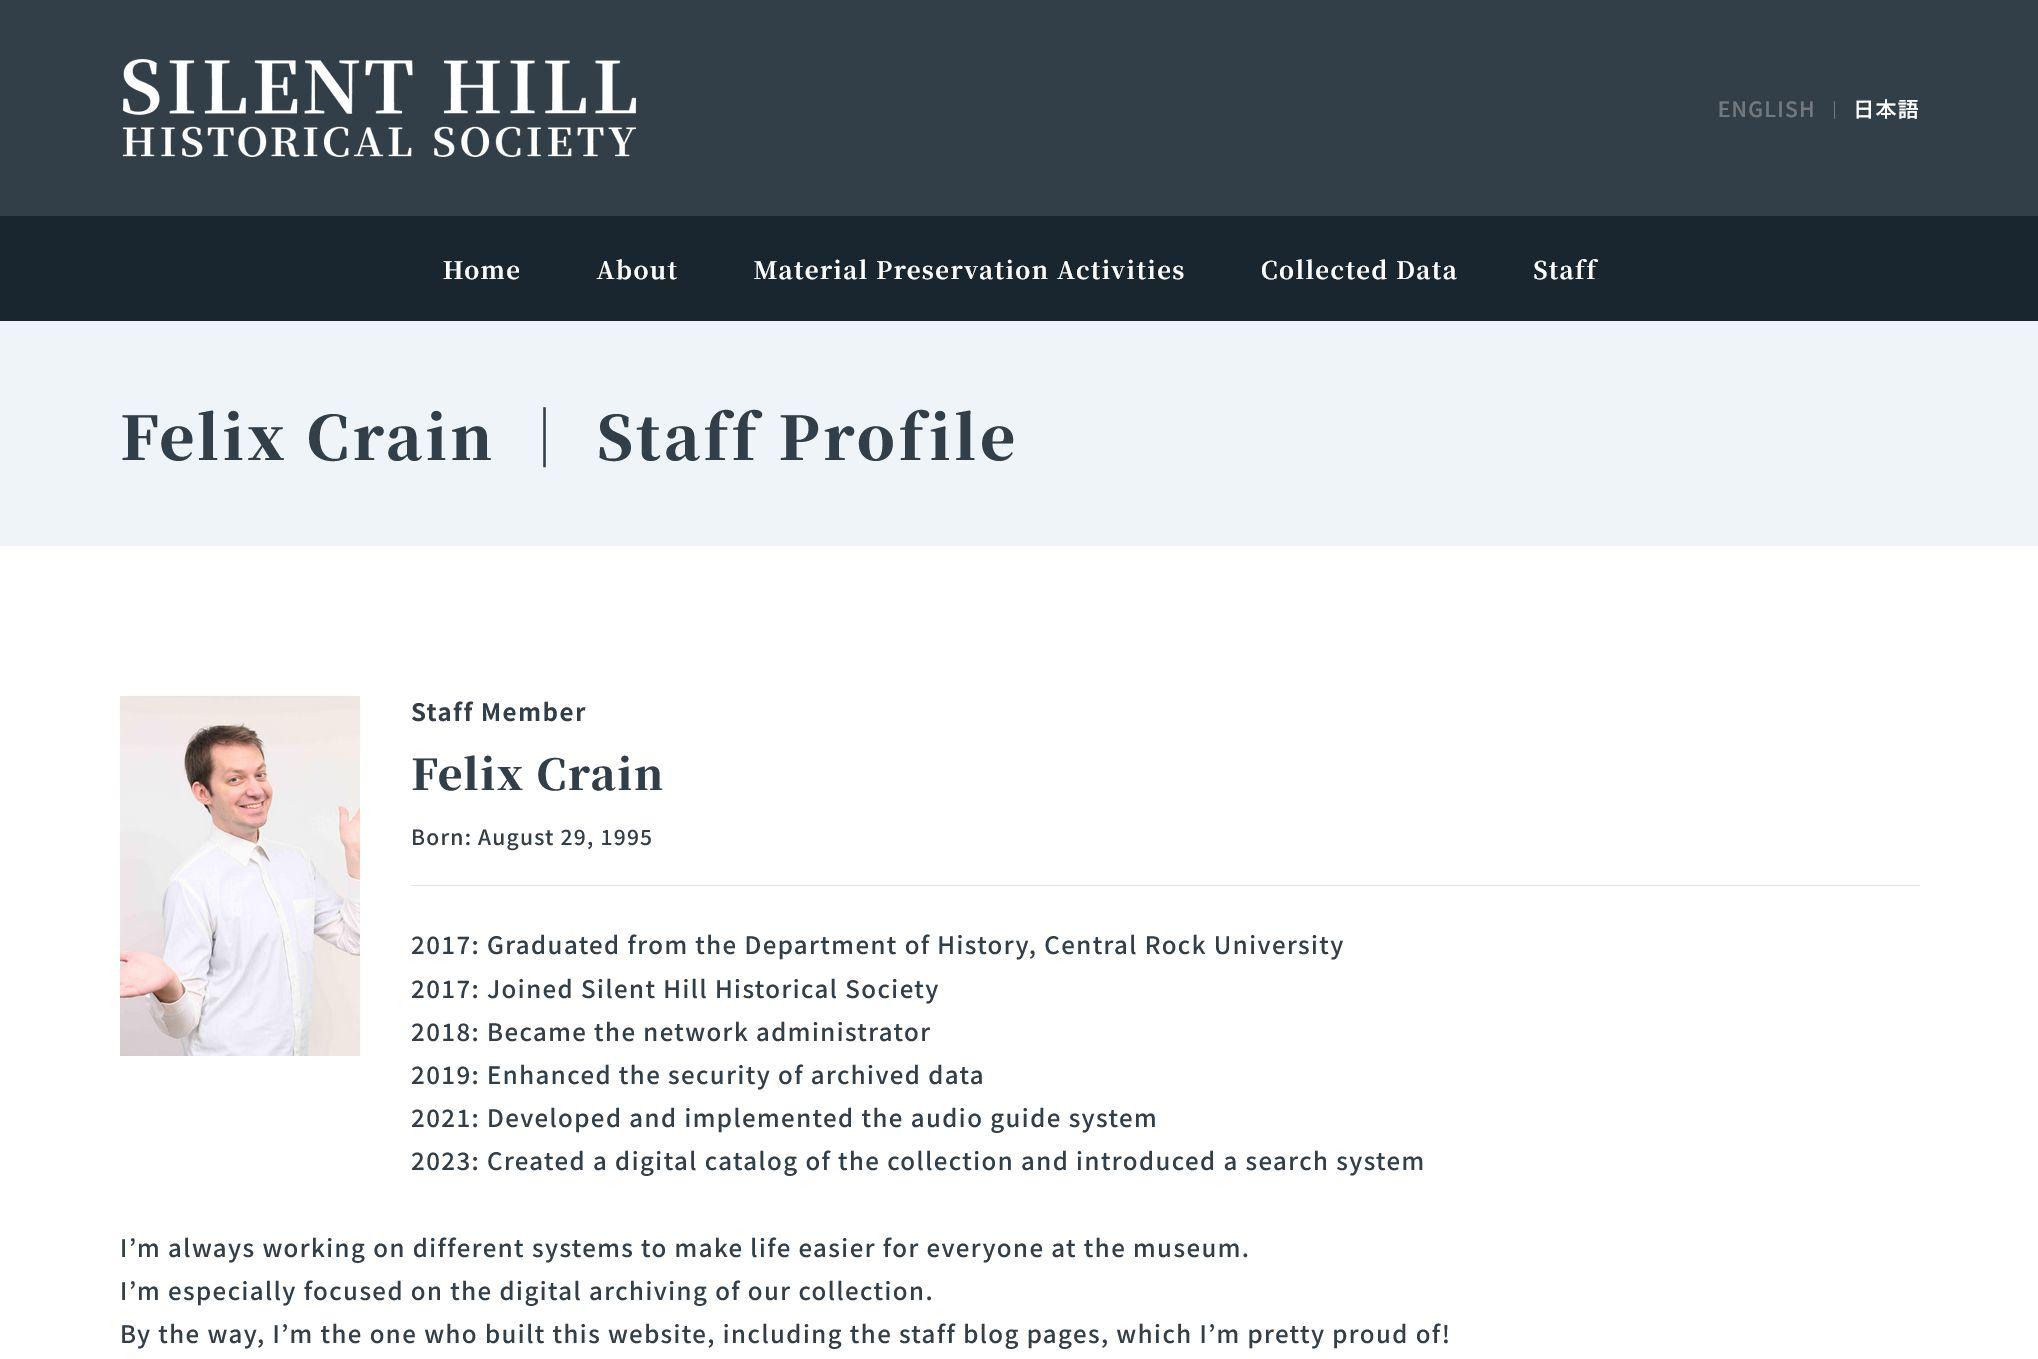 SILENT HILL
HISTORICAL SOCIETY
ENGLISH | 日本語
Home About Material Preservation Activities Collected Data Staff
Felix Crain | Staff Profile
Staff Member
Felix Crain
Born: August 29, 1995
2017: Graduated from the Department of History, Central Rock University
2017: Joined Silent Hill Historical Society
2018: Became the network administrator
2019: Enhanced the security of archived data
2021: Developed and implemented the audio guide system
2023: Created a digital catalog of the collection and introduced a search system
I’m always working on different systems to make life easier for everyone at the museum.
I’m especially focused on the digital archiving of our collection.
By the way, I’m the one who built this website, including the staff blog pages, which I’m pretty proud of!